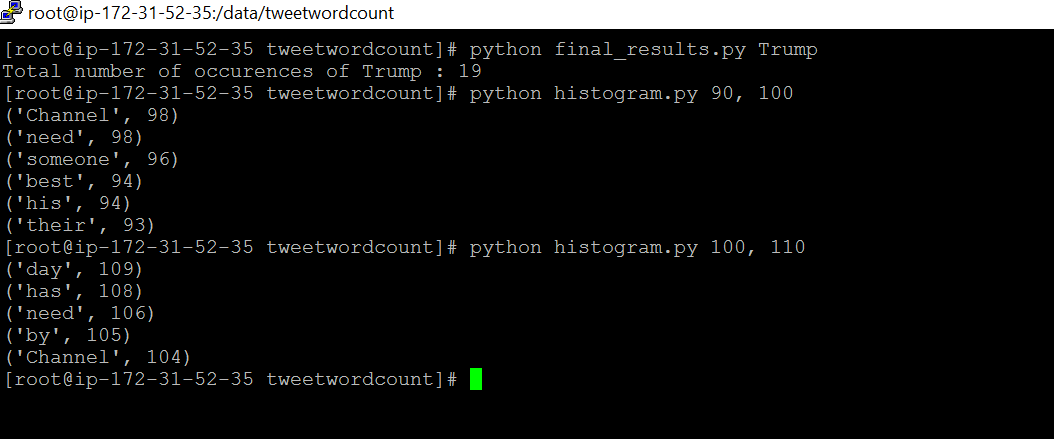 root@ip-172-31-52-35:/data/tweetwordcount
[root@ip-172-31-52-35 tweetwordcount]# python final_results.py Trump
Total number of occurences of Trump : 19
[root@ip-172-31-52-35 tweetwordcount]# python histogram.py 90, 100
('Channel', 98)
('need', 98)
('someone', 96)
('best', 94)
('his', 94)
('their', 93)
[root@ip-172-31-52-35 tweetwordcount]# python histogram.py 100, 110
('day', 109)
('has', 108)
('need', 106)
('by', 105)
('Channel', 104)
[root@ip-172-31-52-35 tweetwordcount]#